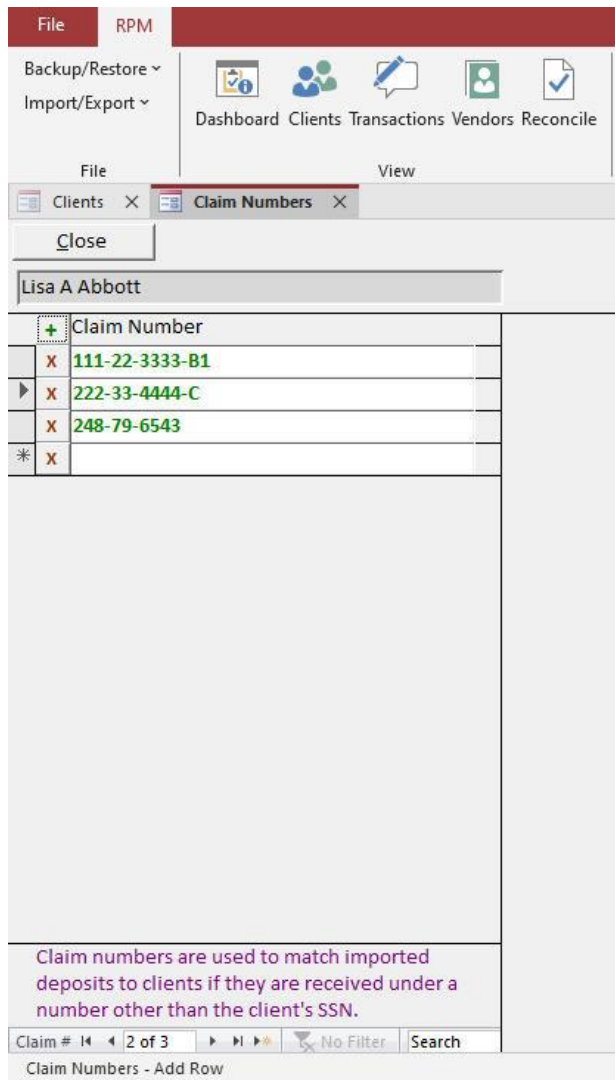 File RPM
Backup/Restore
Import/Export
Dashboard Clients Transactions Vendors Reconcile
File View
Clients X Claim Numbers X
Close
Lisa A Abbott
+ Claim Number
x 111-22-3333-B1
x 222-33-4444-C
x 248-79-6543
* x
Claim numbers are used to match imported
deposits to clients if they are received under a
number other than the client's SSN.
Claim # 2 of 3 No Filter Search
Claim Numbers - Add Row